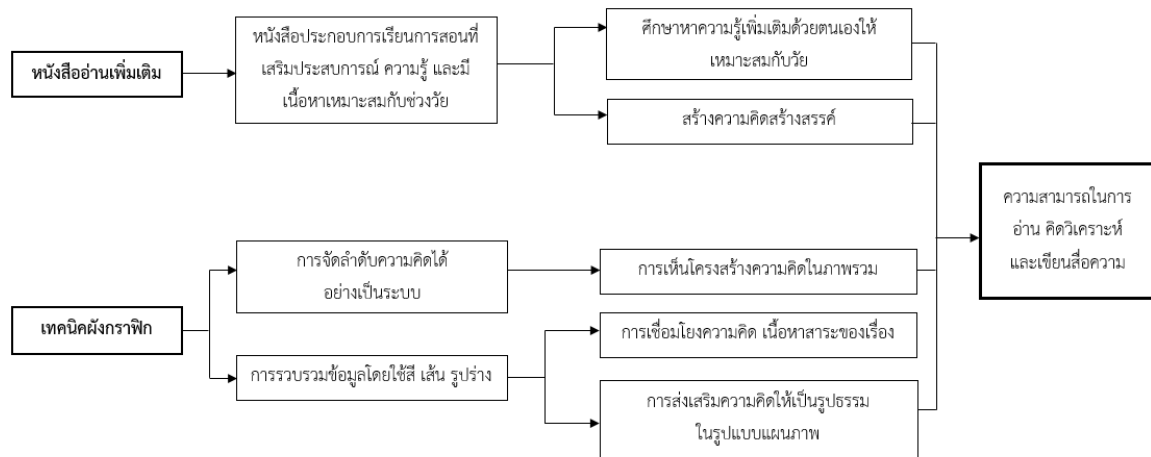 หนังสืออ่านเพิ่มเติม
หนังสือประกอบการเรียนการสอนที่
เสริมประสบการณ์ ความรู้ และมี
เนื้อหาเหมาะสมกับช่วงวัย
ศึกษาหาความรู้เพิ่มเติมด้วยตนเองให้
เหมาะสมกับวัย
สร้างความคิดสร้างสรรค์
เทคนิคผังกราฟิก
การจัดลำดับความคิดได้
อย่างเป็นระบบ
การเห็นโครงสร้างความคิดในภาพรวม
การรวบรวมข้อมูลโดยใช้สี เส้น รูปร่าง
การเชื่อมโยงความคิด เนื้อหาสาระของเรื่อง
การส่งเสริมความคิดให้เป็นรูปธรรม
ในรูปแบบแผนภาพ
ความสามารถในการ
อ่าน คิดวิเคราะห์
และเขียนสื่อความ